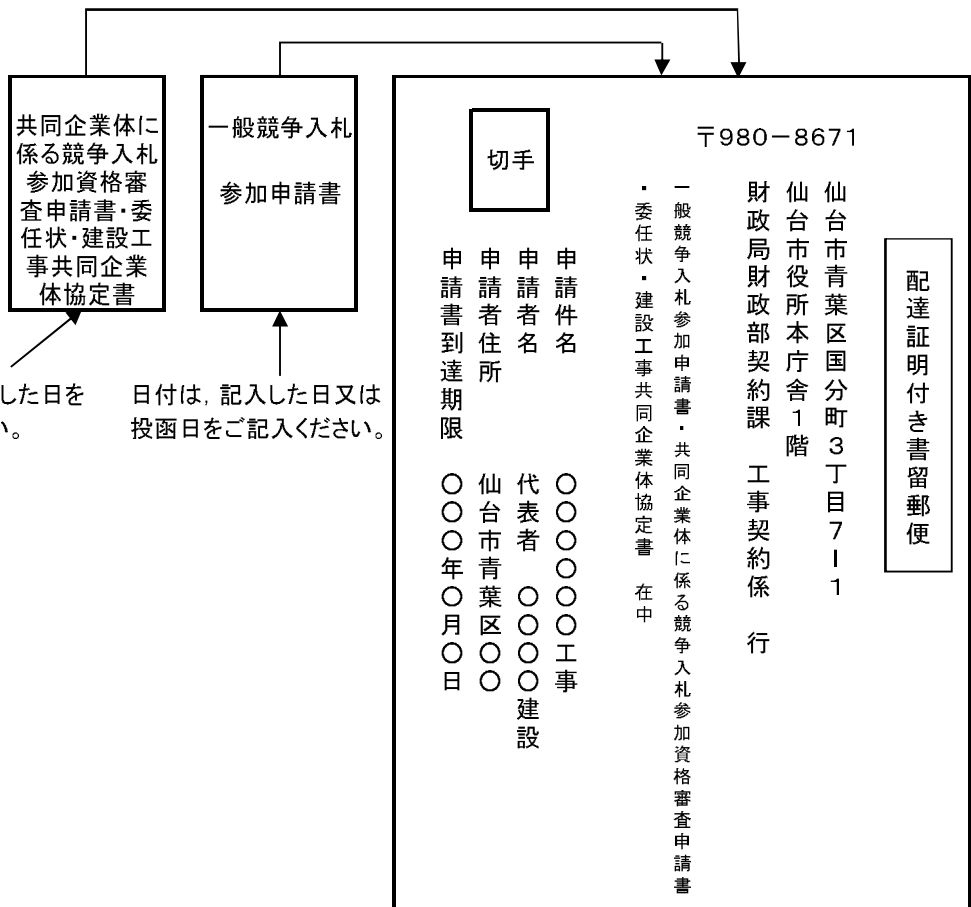 共同企業体に
係る競争入札
参加資格審
査申請書・委
任状・建設工
事共同企業
体協定書
一般競争入札
参加申請書
した日を
い。
日付は，記入した日又は
投函日をご記入ください。
切手
〒980－8671
配達証明付き書留郵便
仙台市青葉区国分町３丁目７ー１
仙台市役所本庁舎１階
財政局財政部契約課　工事契約係　行
一般競争入札参加申請書・共同企業体に係る競争入札参加資格審査申請書
・委任状・建設工事共同企業体協定書　在中
申請件名　〇〇〇〇〇〇工事
申請者名　代表者　〇〇〇〇建設
申請者住所　仙台市青葉区〇〇
申請書到達期限　〇〇〇年〇月〇日